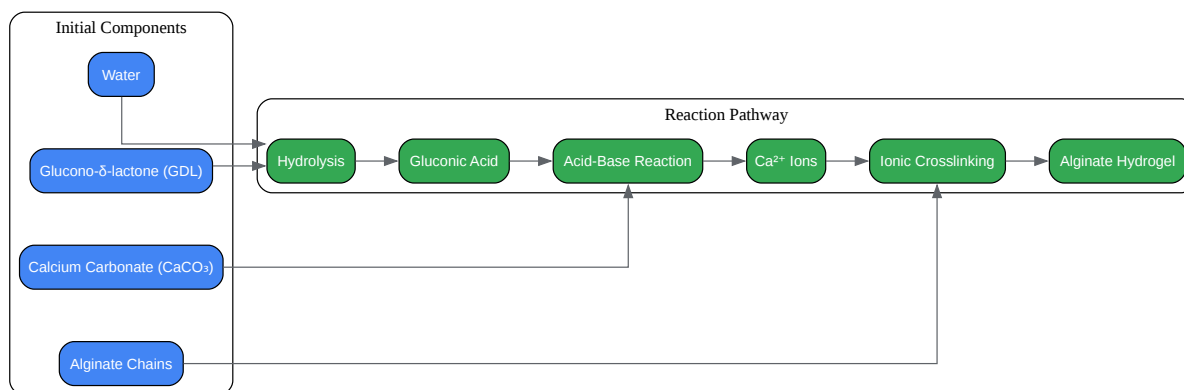 Initial Components
Water
Glucono-δ-lactone (GDL)
Calcium Carbonate (CaCO₃)
Alginate Chains
Reaction Pathway
Hydrolysis
Gluconic Acid
Acid-Base Reaction
Ca²⁺ Ions
Ionic Crosslinking
Alginate Hydrogel